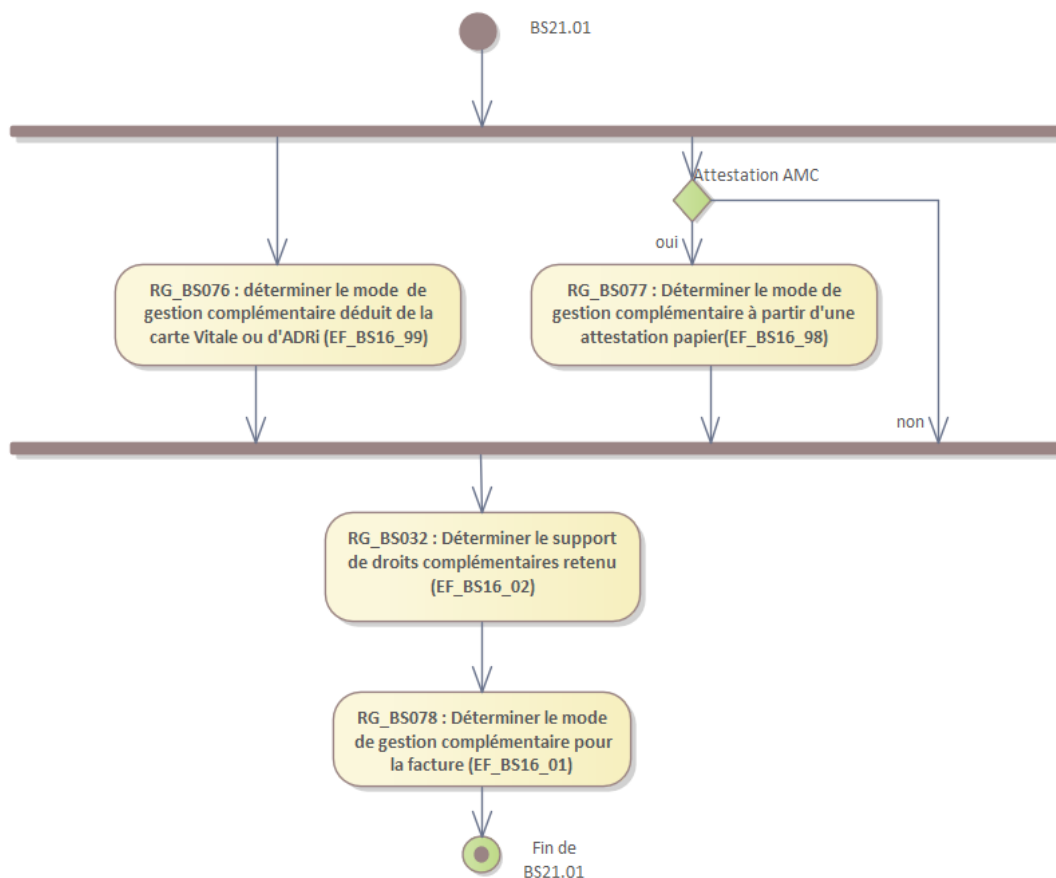 BS21.01
Attestation AMC
oui
RG_BS076 : déterminer le mode de
gestion complémentaire déduit de la
carte Vitale ou d'ADRi (EF_BS16_99)
RG_BS077 : Déterminer le mode de
gestion complémentaire à partir d'une
attestation papier(EF_BS16_98)
non
RG_BS032 : Déterminer le support
de droits complémentaires retenu
(EF_BS16_02)
RG_BS078 : Déterminer le mode
de gestion complémentaire pour
la facture (EF_BS16_01)
Fin de
BS21.01